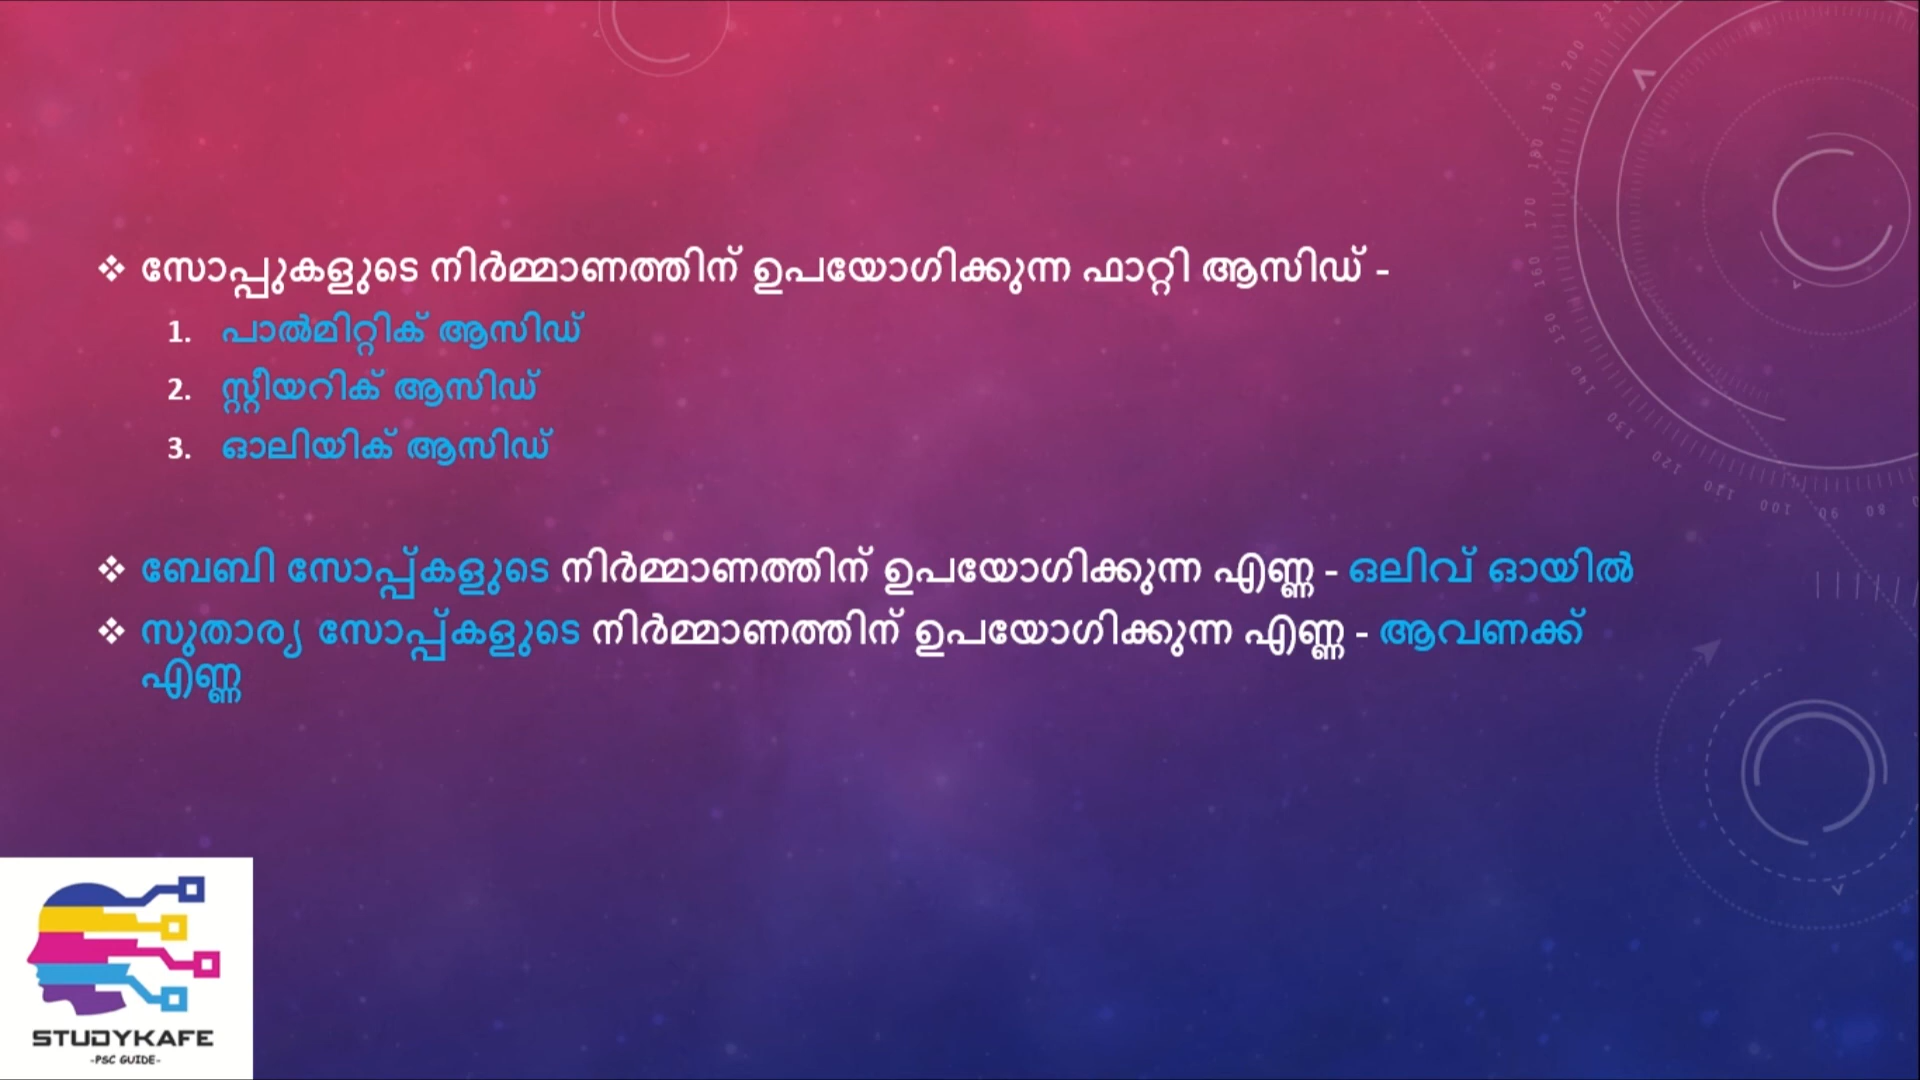 ❖ സോപ്പുകളുടെ നിർമ്മാണത്തിന് ഉപയോഗിക്കുന്ന ഫാറ്റി ആസിഡ് -
1. പാൽമിറ്റിക് ആസിഡ്
2. സ്റ്റീയറിക് ആസിഡ്
3. ഓലിയിക് ആസിഡ്
❖ ബേബി സോപ്പ്കളുടെ നിർമ്മാണത്തിന് ഉപയോഗിക്കുന്ന എണ്ണ - ഒലിവ് ഓയിൽ
❖ സുതാര്യ സോപ്പ്കളുടെ നിർമ്മാണത്തിന് ഉപയോഗിക്കുന്ന എണ്ണ - ആവണക്ക്
എണ്ണ
STUDYKAFE
-PSC GUIDE-